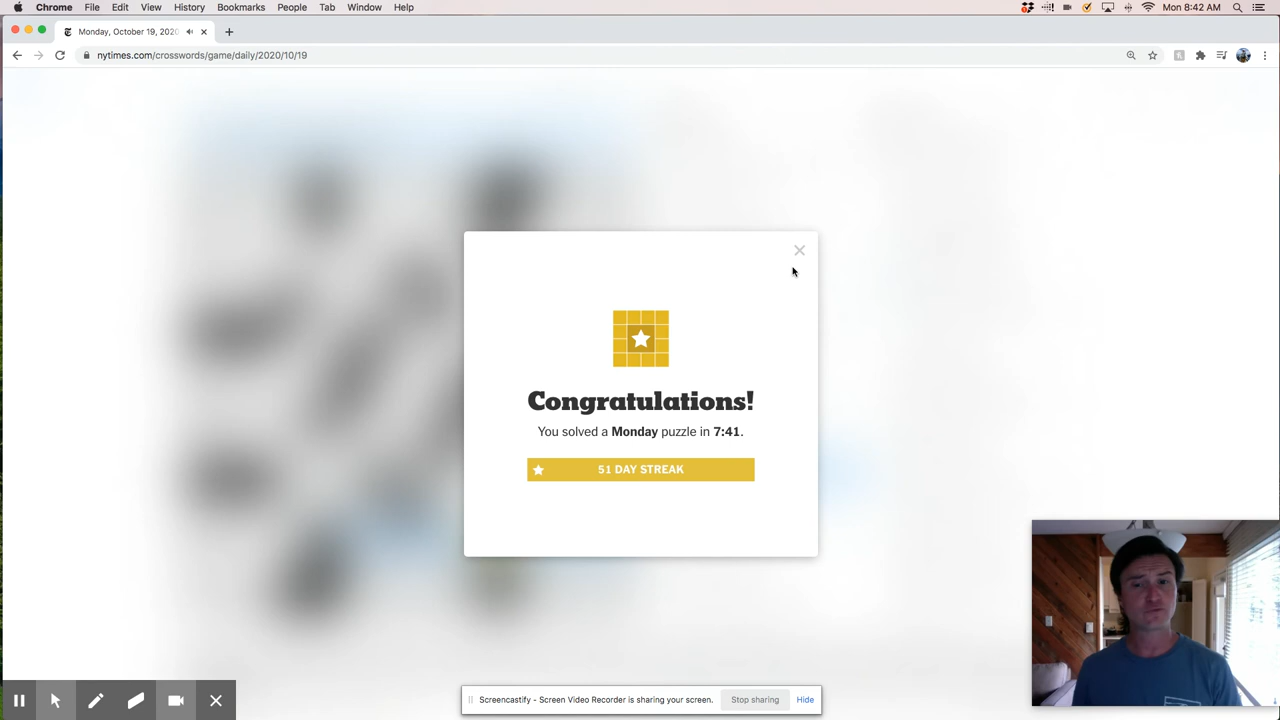 Chrome File Edit View History Bookmarks People Tab Window Help Mon 8:42 AM
Monday, October 19, 2020
nytimes.com/crosswords/game/daily/2020/10/19
Congratulations!
You solved a Monday puzzle in 7:41.
51 DAY STREAK
Screencastify - Screen Video Recorder is sharing your screen. Stop sharing Hide